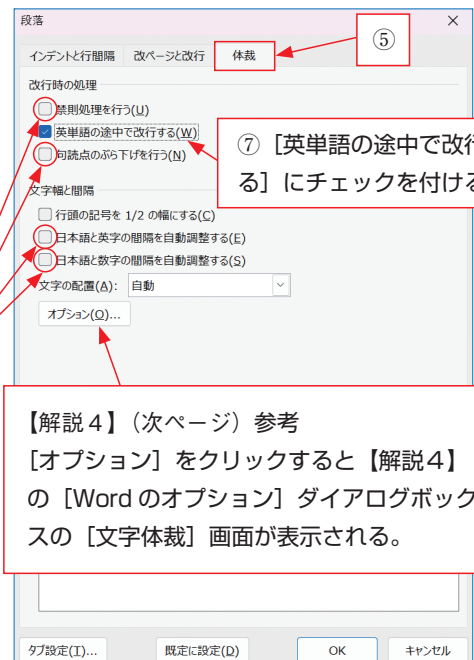 段落
インデントと行間隔 改ページと改行 体裁
⑤
改行時の処理
禁則処理を行う(U)
英単語の途中で改行する(W)
句読点のぶら下げを行う(N)
⑦［英単語の途中で改行
る］にチェックを付ける
文字幅と間隔
行頭の記号を 1/2 の幅にする(C)
日本語と英字の間隔を自動調整する(E)
日本語と数字の間隔を自動調整する(S)
文字の配置(A): 自動
オプション(O)...
【解説４】（次ページ）参考
［オプション］をクリックすると【解説４】
の［Word のオプション］ダイアログボック
スの［文字体裁］画面が表示される。
タブ設定(T)... 既定に設定(D) OK キャンセル